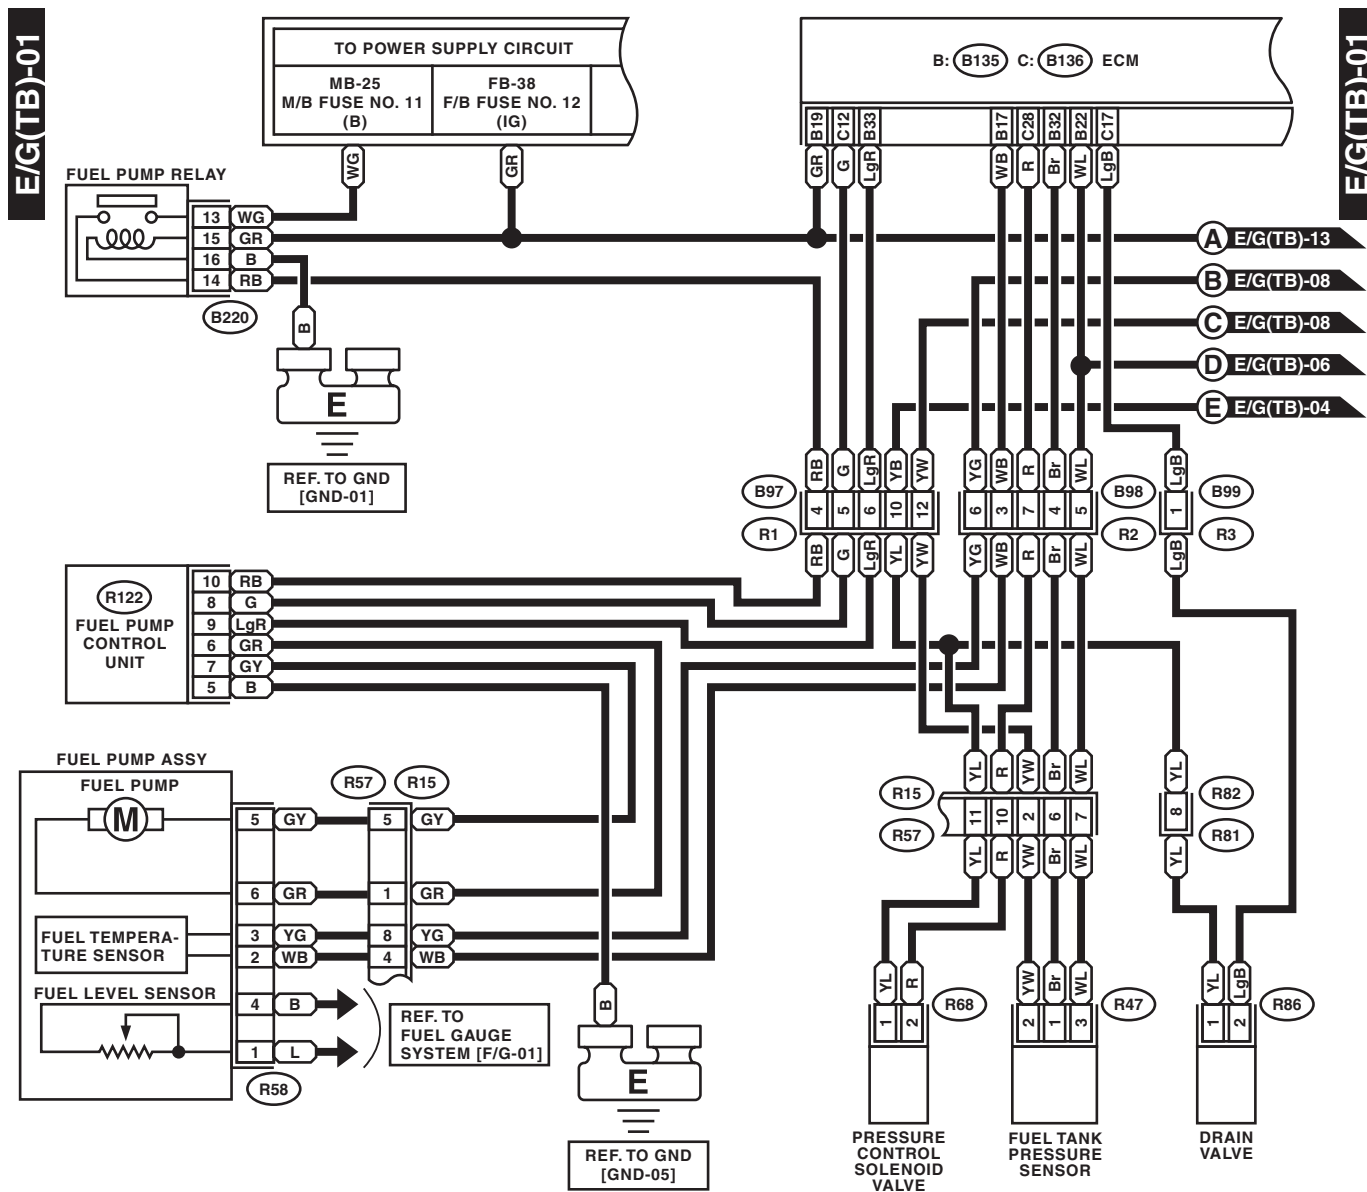 E/G(TB)-01
E/G(TB)-01
TO POWER SUPPLY CIRCUIT
MB-25
M/B FUSE NO. 11
(B)
FB-38
F/B FUSE NO. 12
(IG)
B: B135 C: B136 ECM
B19 C12 B33 B17 C28 B32 B22 C17
WG GR GR G LgR WB R Br WL LgB
FUEL PUMP RELAY
13 WG
15 GR
16 B
14 RB
B220
B
E
REF. TO GND
[GND-01]
A E/G(TB)-13
B E/G(TB)-08
C E/G(TB)-08
D E/G(TB)-06
E E/G(TB)-04
RB G LgR YB YW YG WB R Br WL LgB
B97 B98 B99
4 5 6 10 12 6 3 7 4 5 1
R1 R2 R3
RB G LgR YL YW YG WB R Br WL LgB
R122
FUEL PUMP
CONTROL
UNIT
10 RB
8 G
9 LgR
6 GR
7 GY
5 B
FUEL PUMP ASSY
FUEL PUMP
M
R57 R15
5 GY 5 GY
6 GR 1 GR
FUEL TEMPERA-
TURE SENSOR
3 YG 8 YG
2 WB 4 WB
FUEL LEVEL SENSOR
4 B
1 L
R58
REF. TO
FUEL GAUGE
SYSTEM [F/G-01]
B
E
REF. TO GND
[GND-05]
YL R YW Br WL YL
R15 R82
11 10 2 6 7 8
R57 R81
YL R YW Br WL YL
YL R YW Br WL YL LgB
R68 R47 R86
1 2 2 1 3 1 2
PRESSURE
CONTROL
SOLENOID
VALVE
FUEL TANK
PRESSURE
SENSOR
DRAIN
VALVE